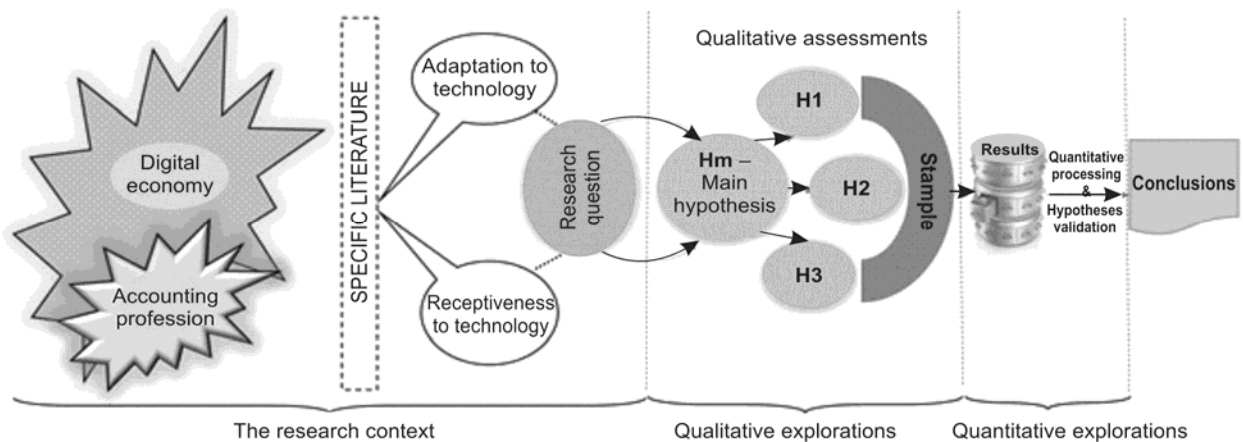 Digital
economy
Accounting
profession
SPECIFIC LITERATURE
Adaptation to
technology
Receptiveness
to technology
Research
question
Qualitative assessments
Hm –
Main
hypothesis
H1
H2
H3
Stample
Results
Quantitative
processing
&
Hypotheses
validation
Conclusions
The research context
Qualitative explorations
Quantitative explorations